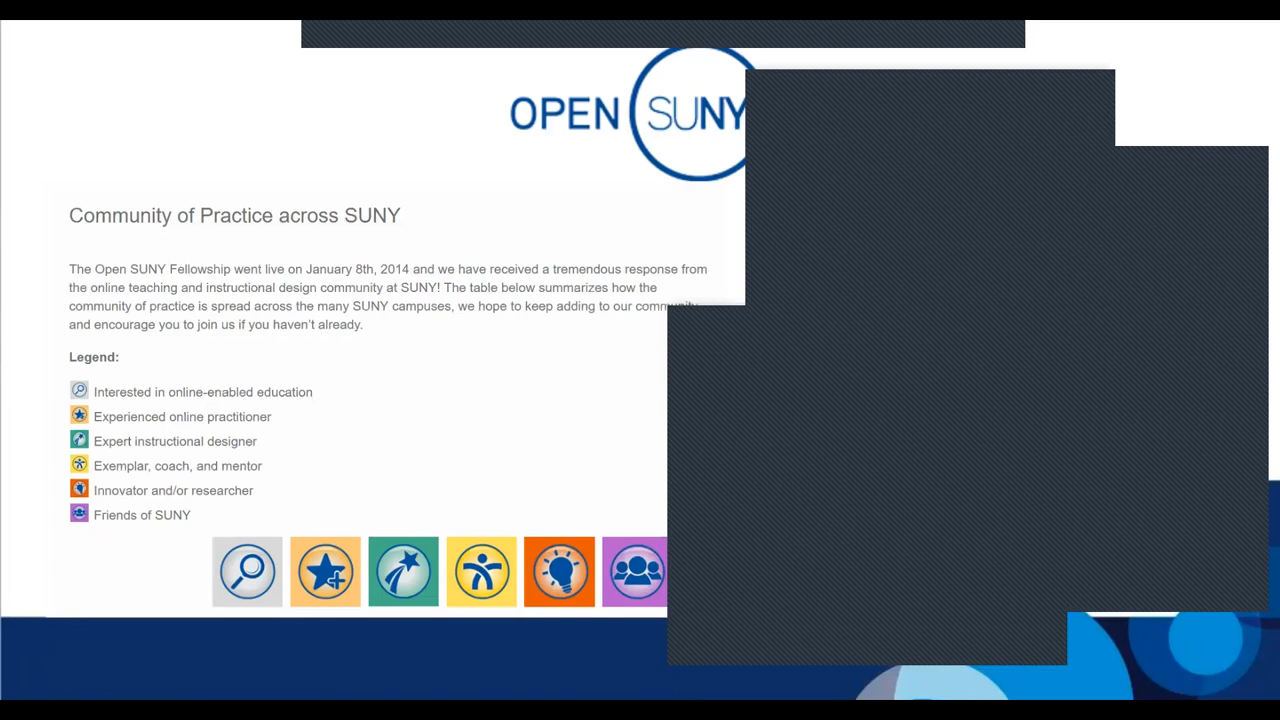 OPEN SUNY
Community of Practice across SUNY
The Open SUNY Fellowship went live on January 8th, 2014 and we have received a tremendous response from
the online teaching and instructional design community at SUNY! The table below summarizes how the
community of practice is spread across the many SUNY campuses, we hope to keep adding to our community
and encourage you to join us if you haven't already.
Legend:
Interested in online-enabled education
Experienced online practitioner
Expert instructional designer
Exemplar, coach, and mentor
Innovator and/or researcher
Friends of SUNY